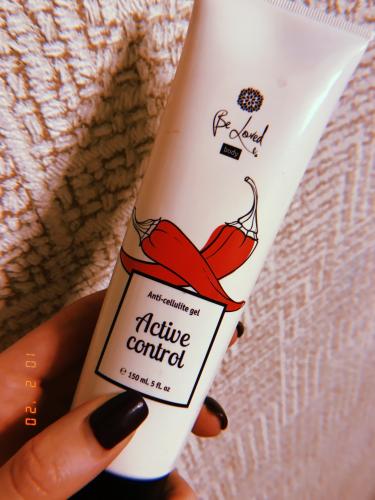 Be Loved
body
Anti-cellulite gel
Active
control
℮ 150 ml, 5 fl. oz
02. 2 01